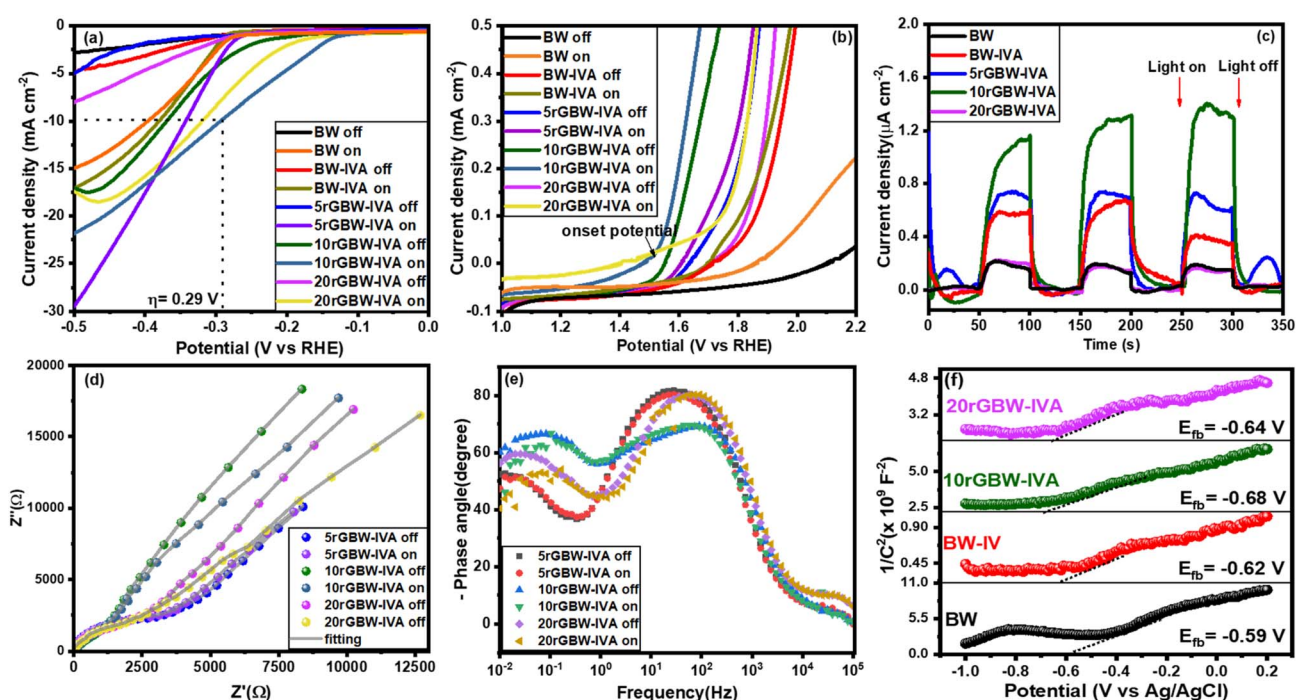 (a)
Current density (mA cm⁻²)
0
-5
-10
-15
-20
-25
-30
BW off
BW on
BW-IVA off
BW-IVA on
5rGBW-IVA off
5rGBW-IVA on
10rGBW-IVA off
10rGBW-IVA on
20rGBW-IVA off
20rGBW-IVA on
η= 0.29 V
-0.5
-0.4
-0.3
-0.2
-0.1
0.0
Potential (V vs RHE)
(b)
Current density (mA cm⁻²)
0.5
0.4
0.3
0.2
0.1
0.0
-0.1
BW off
BW on
BW-IVA off
BW-IVA on
5rGBW-IVA off
5rGBW-IVA on
10rGBW-IVA off
10rGBW-IVA on
20rGBW-IVA off
20rGBW-IVA on
onset potential
1.0
1.2
1.4
1.6
1.8
2.0
2.2
Potential (V vs RHE)
(c)
Current density(μA cm⁻²)
2.0
1.6
1.2
0.8
0.4
0.0
BW
BW-IVA
5rGBW-IVA
10rGBW-IVA
20rGBW-IVA
Light on
Light off
0
50
100
150
200
250
300
350
Time (s)
(d)
Z''(Ω)
20000
15000
10000
5000
0
5rGBW-IVA off
5rGBW-IVA on
10rGBW-IVA off
10rGBW-IVA on
20rGBW-IVA off
20rGBW-IVA off
fitting
0
2500
5000
7500
10000
12500
Z'(Ω)
(e)
- Phase angle(degree)
100
80
60
40
20
0
5rGBW-IVA off
5rGBW-IVA on
10rGBW-IVA off
10rGBW-IVA on
20rGBW-IVA off
20rGBW-IVA on
10⁻²
10⁻¹
10⁰
10¹
10²
10³
10⁴
10⁵
Frequency(Hz)
(f)
1/C²(x 10⁹ F⁻²)
4.8
3.2
5.0
2.5
0.90
0.45
11.0
5.5
0.0
20rGBW-IVA
E_fb = -0.64 V
10rGBW-IVA
E_fb = -0.68 V
BW-IV
E_fb = -0.62 V
BW
E_fb = -0.59 V
-1.0
-0.8
-0.6
-0.4
-0.2
0.0
0.2
Potential (V vs Ag/AgCl)